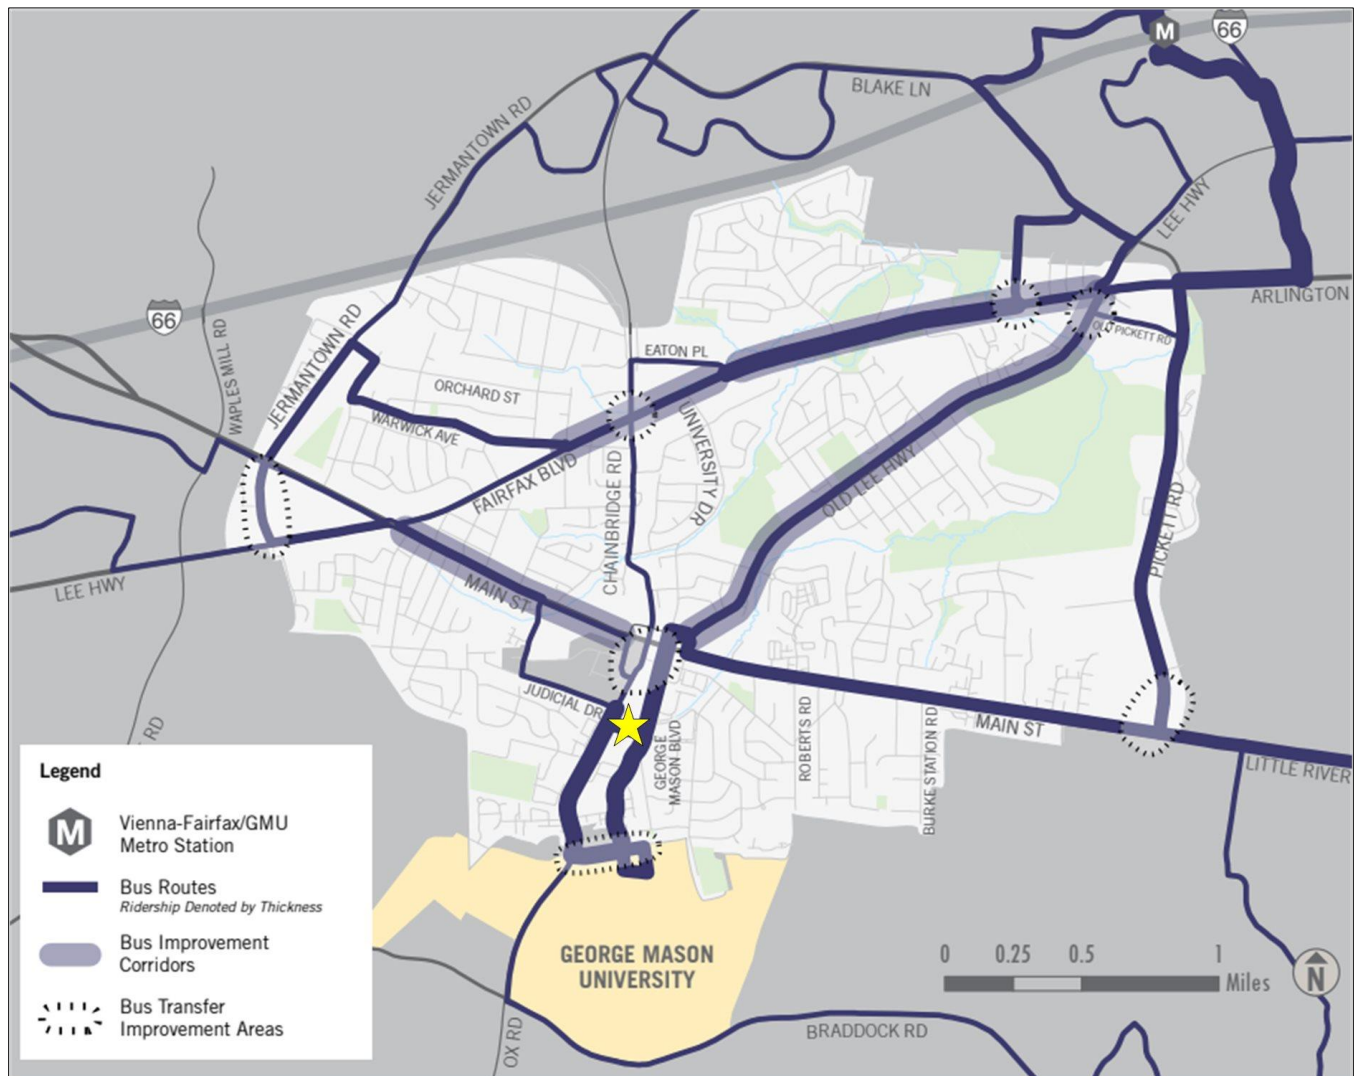 M
66
BLAKE LN
JERMANTOWN RD
LEE HWY
ARLINGTON
66
WAPLES MILL RD
JERMANTOWN RD
EATON PL
OLD PICKETT RD
ORCHARD ST
WARWICK AVE
UNIVERSITY DR
FAIRFAX BLVD
CHAINBRIDGE RD
OLD LEE HWY
PICKETT RD
LEE HWY
MAIN ST
JUDICIAL DR
GEORGE
MASON BLVD
ROBERTS RD
BURKE STATION RD
MAIN ST
LITTLE RIVER
RD
Legend
M
Vienna-Fairfax/GMU
Metro Station
Bus Routes
Ridership Denoted by Thickness
Bus Improvement
Corridors
Bus Transfer
Improvement Areas
GEORGE MASON
UNIVERSITY
0 0.25 0.5 1
Miles
N
OX RD
BRADDOCK RD